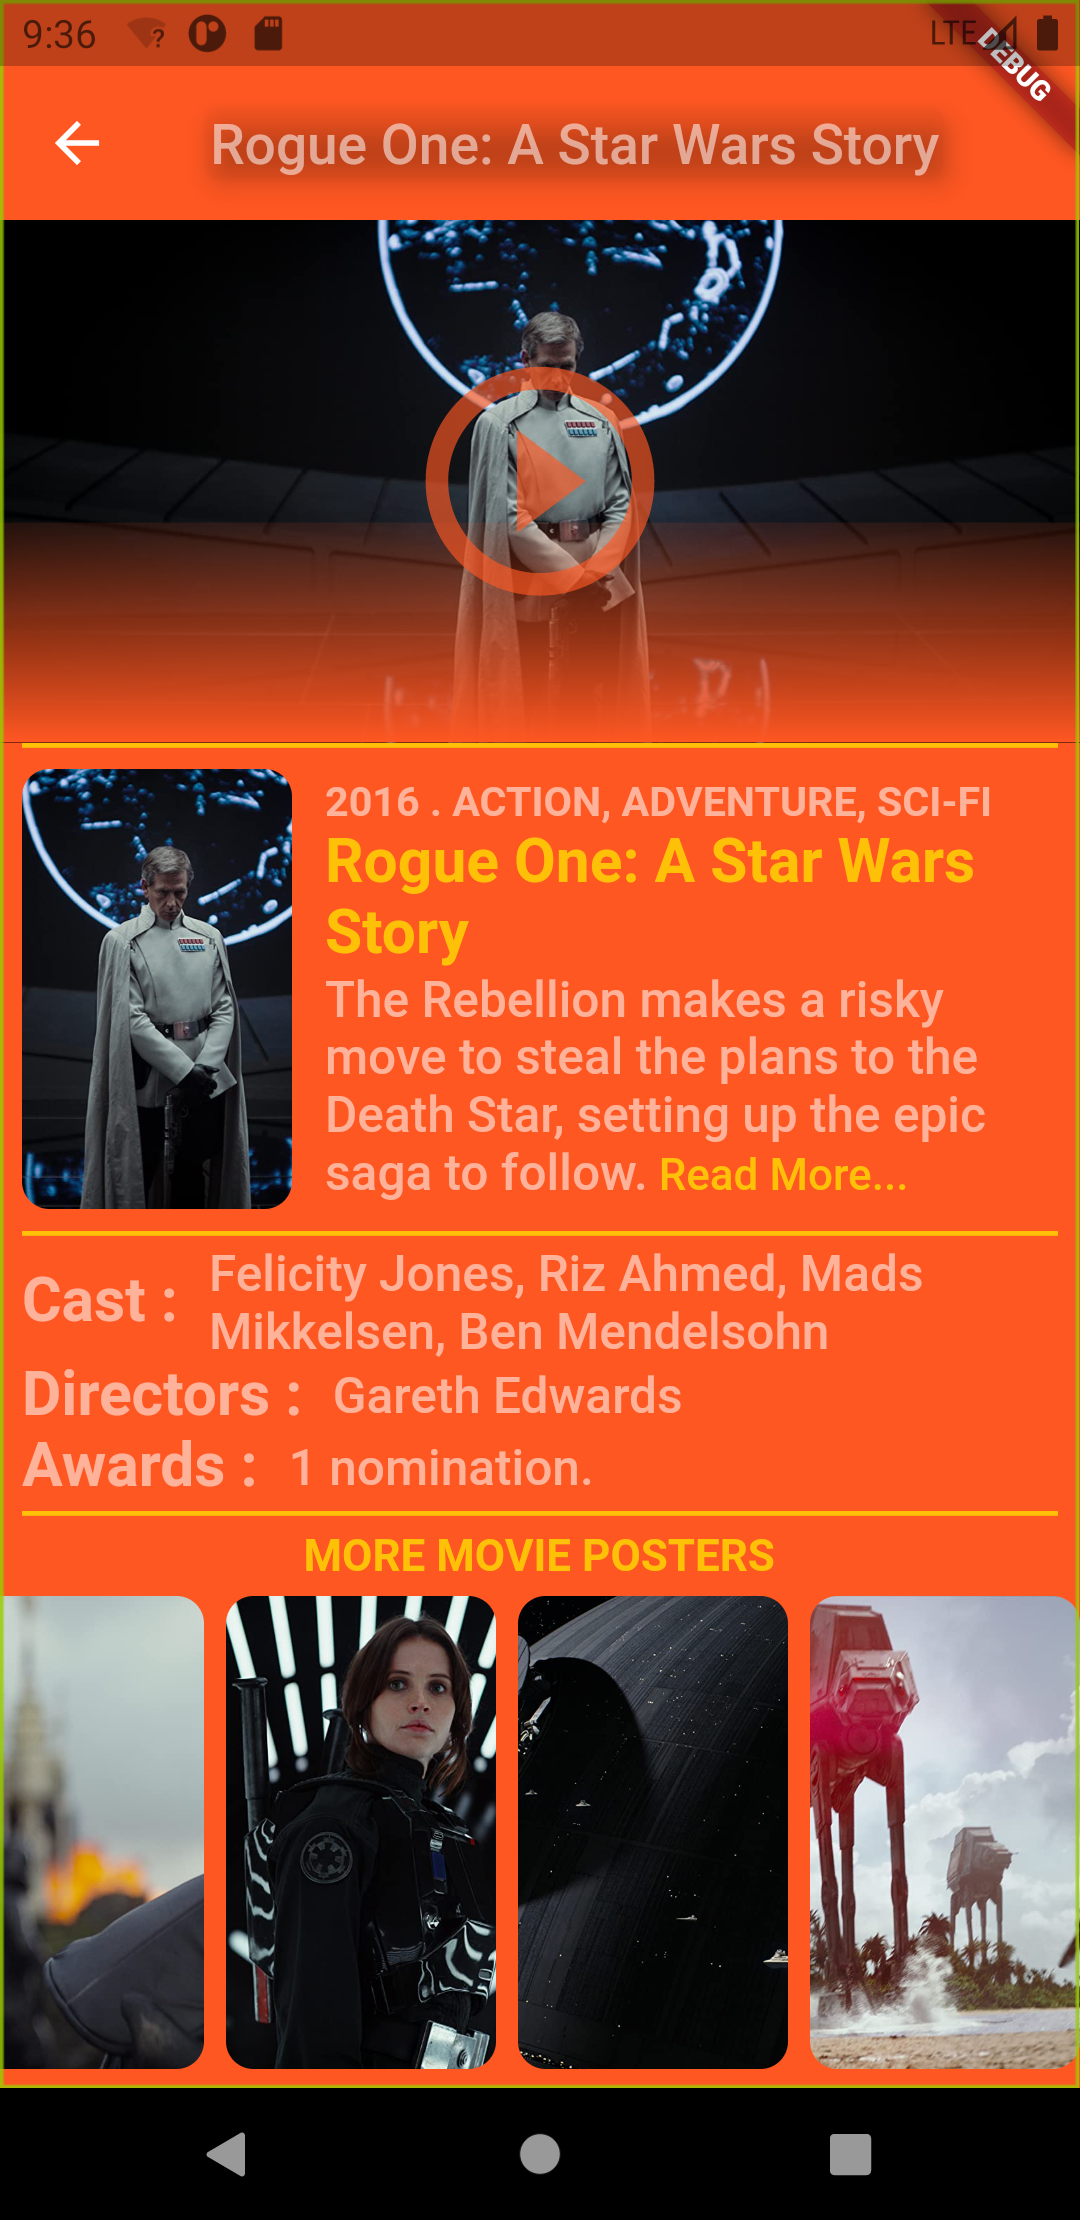 9:36
LTE
DEBUG
Rogue One: A Star Wars Story
2016 . ACTION, ADVENTURE, SCI-FI
Rogue One: A Star Wars
Story
The Rebellion makes a risky
move to steal the plans to the
Death Star, setting up the epic
saga to follow. Read More...
Cast :
Felicity Jones, Riz Ahmed, Mads
Mikkelsen, Ben Mendelsohn
Directors : Gareth Edwards
Awards : 1 nomination.
MORE MOVIE POSTERS